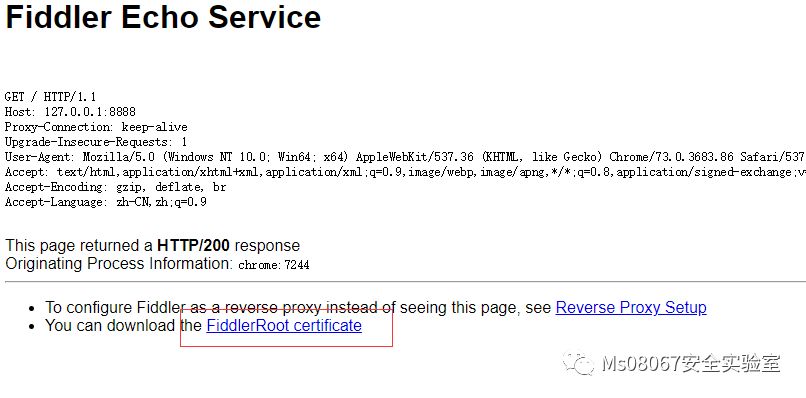 Fiddler Echo Service
GET / HTTP/1.1
Host: 127.0.0.1:8888
Proxy-Connection: keep-alive
Upgrade-Insecure-Requests: 1
User-Agent: Mozilla/5.0 (Windows NT 10.0; Win64; x64) AppleWebKit/537.36 (KHTML, like Gecko) Chrome/73.0.3683.86 Safari/537
Accept: text/html,application/xhtml+xml,application/xml;q=0.9,image/webp,image/apng,*/*;q=0.8,application/signed-exchange;v
Accept-Encoding: gzip, deflate, br
Accept-Language: zh-CN,zh;q=0.9
This page returned a HTTP/200 response
Originating Process Information: chrome:7244
• To configure Fiddler as a reverse proxy instead of seeing this page, see Reverse Proxy Setup
• You can download the FiddlerRoot certificate
Ms08067安全实验室